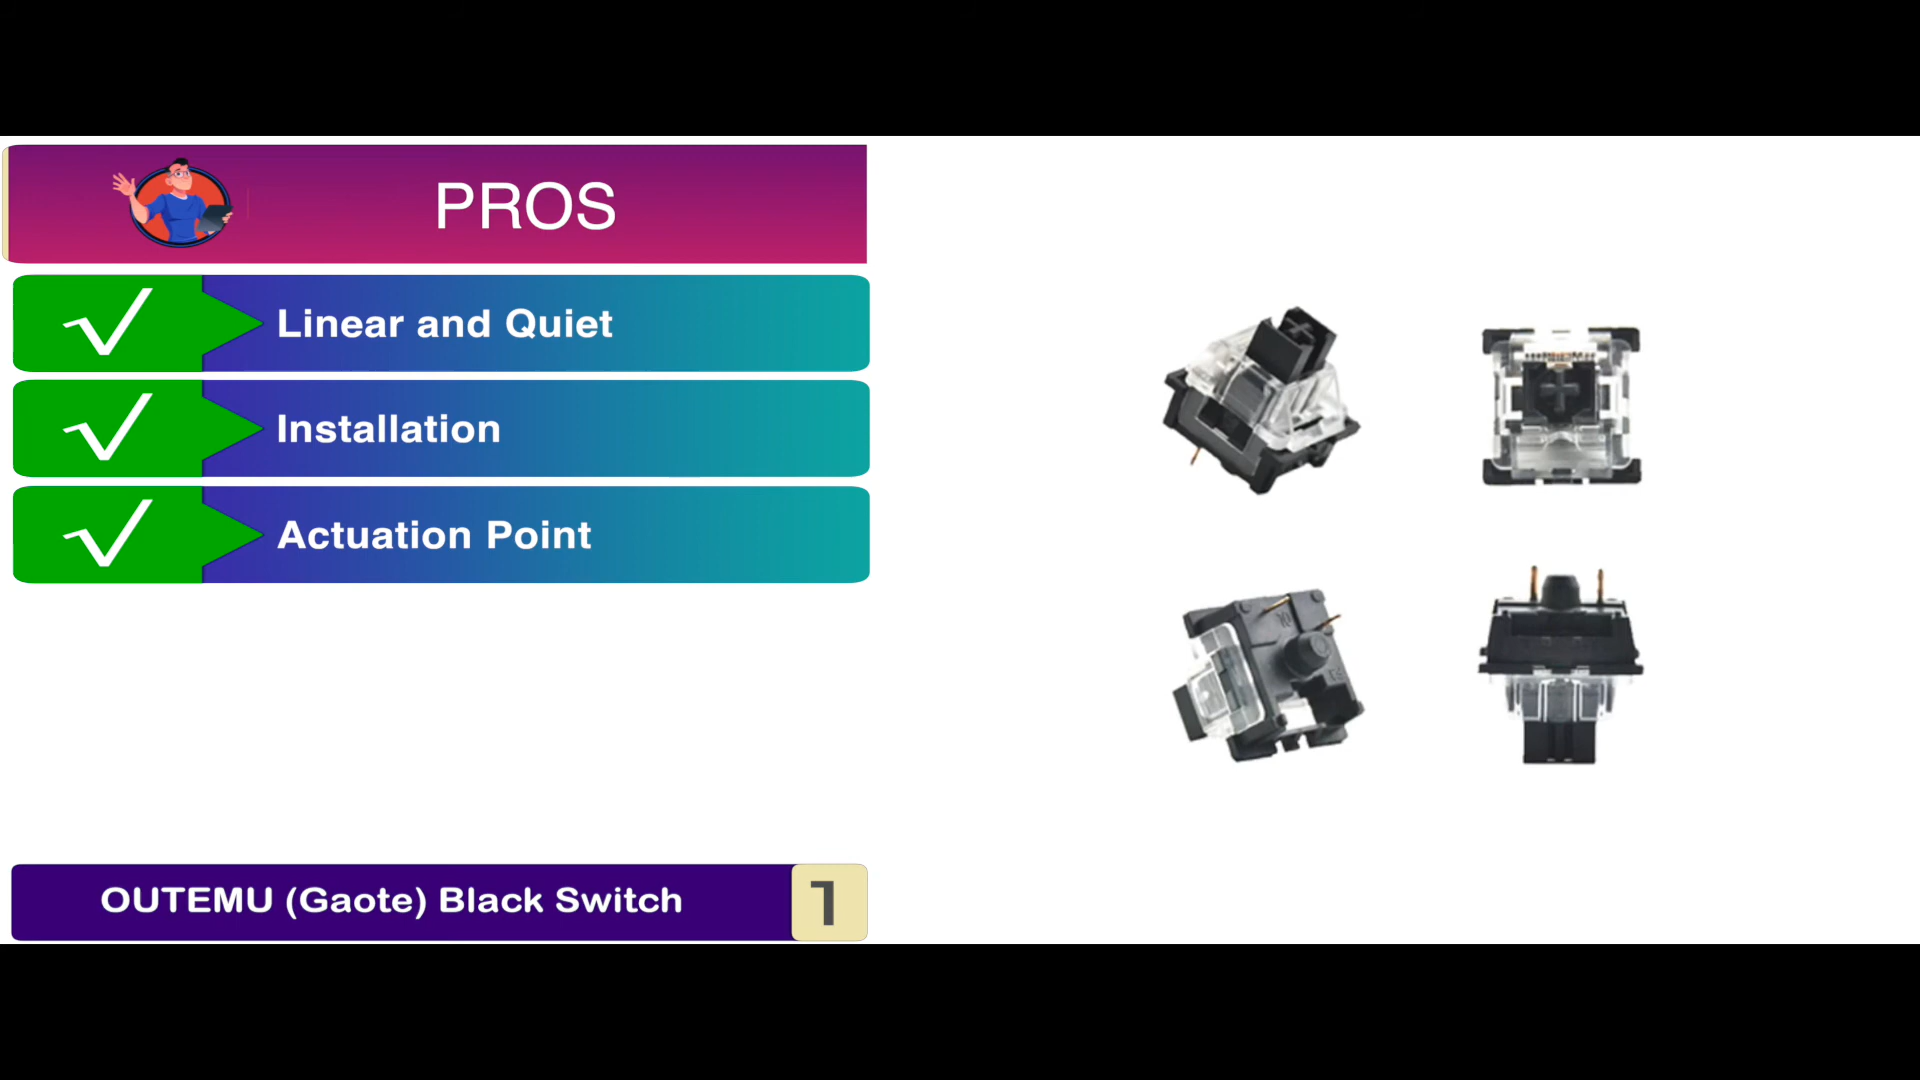 PROS
Linear and Quiet
Installation
Actuation Point
OUTEMU (Gaote) Black Switch
1